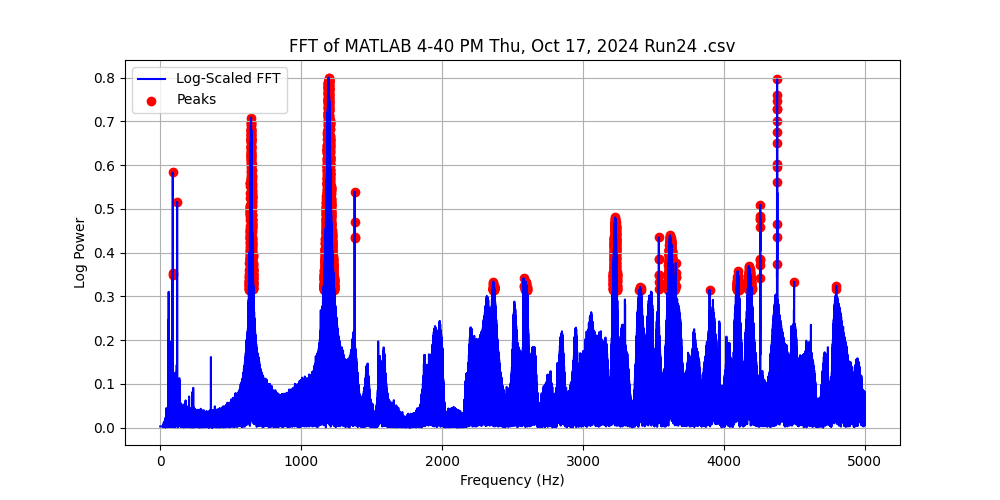 FFT of MATLAB 4-40 PM Thu, Oct 17, 2024 Run24 .csv
Log-Scaled FFT
Peaks
0.8
0.7
0.6
0.5
0.4
0.3
0.2
0.1
0.0
Log Power
0 1000 2000 3000 4000 5000
Frequency (Hz)